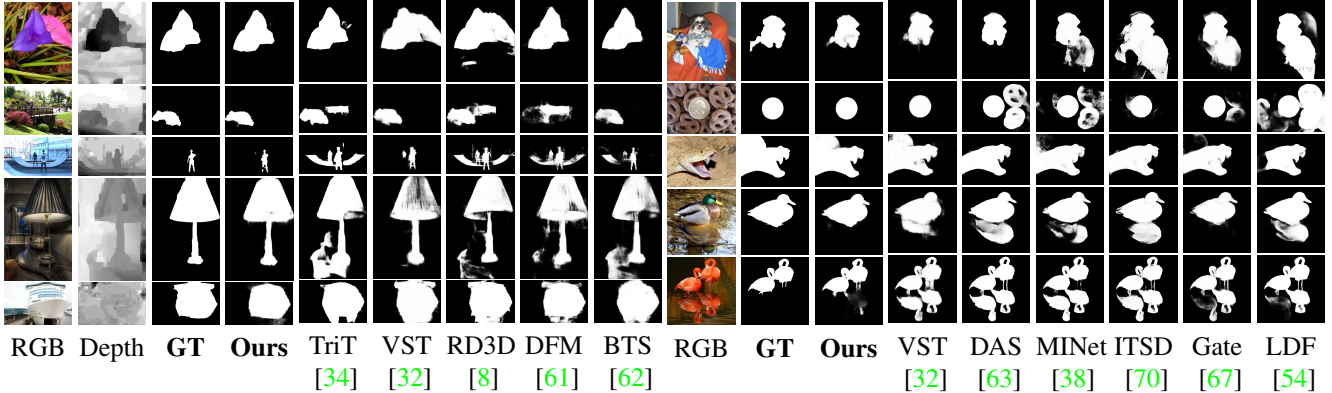 RGB Depth GT Ours TriT VST RD3D DFM BTS RGB GT Ours VST DAS MINet ITSD Gate LDF
[34] [32] [8] [61] [62] [32] [63] [38] [70] [67] [54]